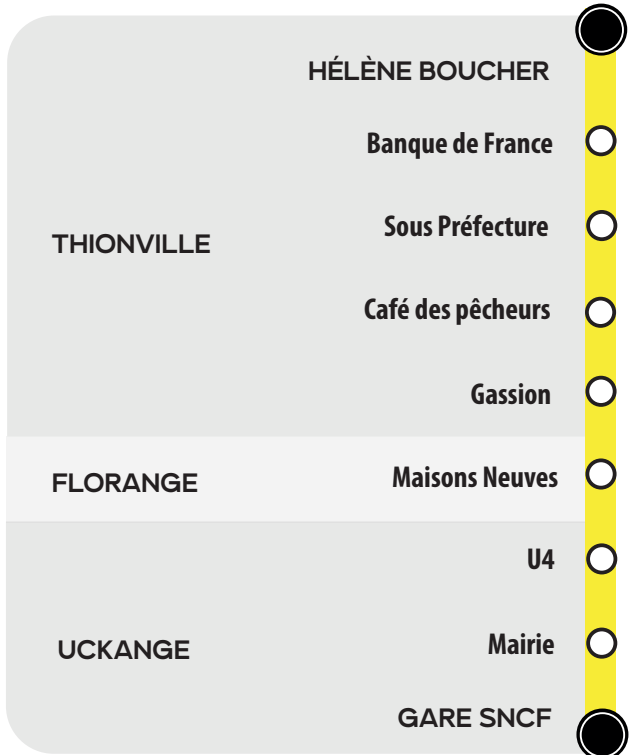 HÉLÈNE BOUCHER
Banque de France
Sous Préfecture
THIONVILLE
Café des pêcheurs
Gassion
FLORANGE
Maisons Neuves
U4
UCKANGE
Mairie
GARE SNCF